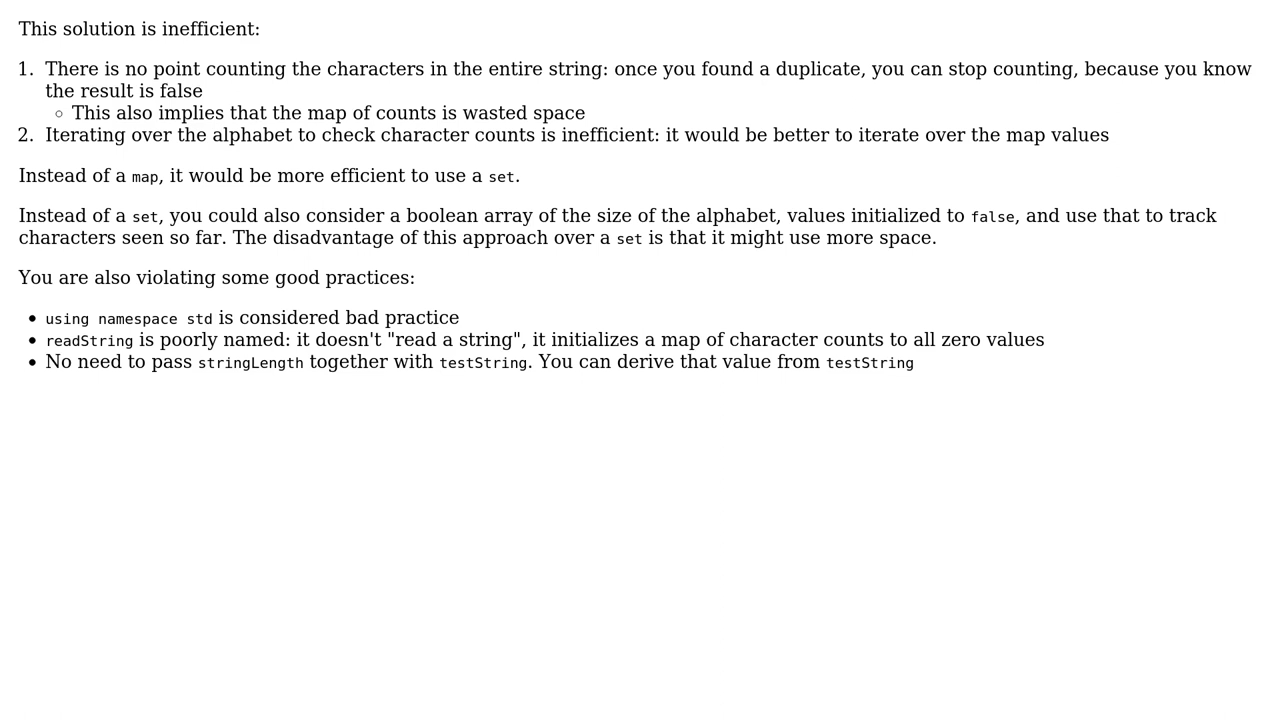 This solution is inefficient:
1. There is no point counting the characters in the entire string: once you found a duplicate, you can stop counting, because you know
the result is false
○ This also implies that the map of counts is wasted space
2. Iterating over the alphabet to check character counts is inefficient: it would be better to iterate over the map values
Instead of a map, it would be more efficient to use a set.
Instead of a set, you could also consider a boolean array of the size of the alphabet, values initialized to false, and use that to track
characters seen so far. The disadvantage of this approach over a set is that it might use more space.
You are also violating some good practices:
• using namespace std is considered bad practice
• readString is poorly named: it doesn't "read a string", it initializes a map of character counts to all zero values
• No need to pass stringLength together with testString. You can derive that value from testString